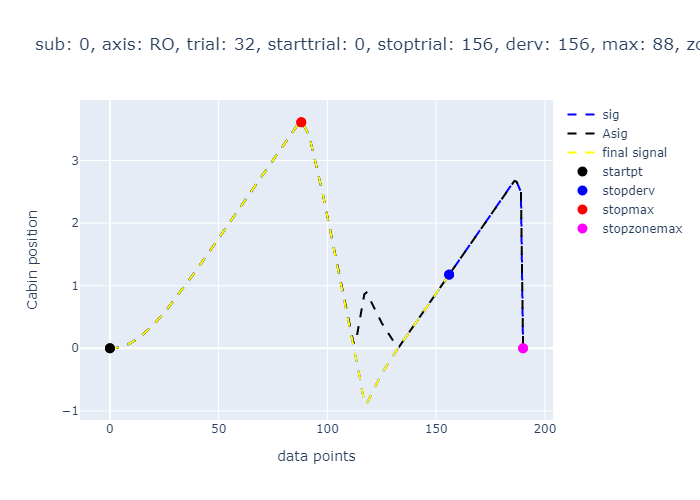 sub: 0, axis: RO, trial: 32, starttrial: 0, stoptrial: 156, derv: 156, max: 88, zo
sig
Asig
final signal
startpt
stopderv
stopmax
stopzonemax
Cabin position
3
2
1
0
−1
0
50
100
150
200
data points